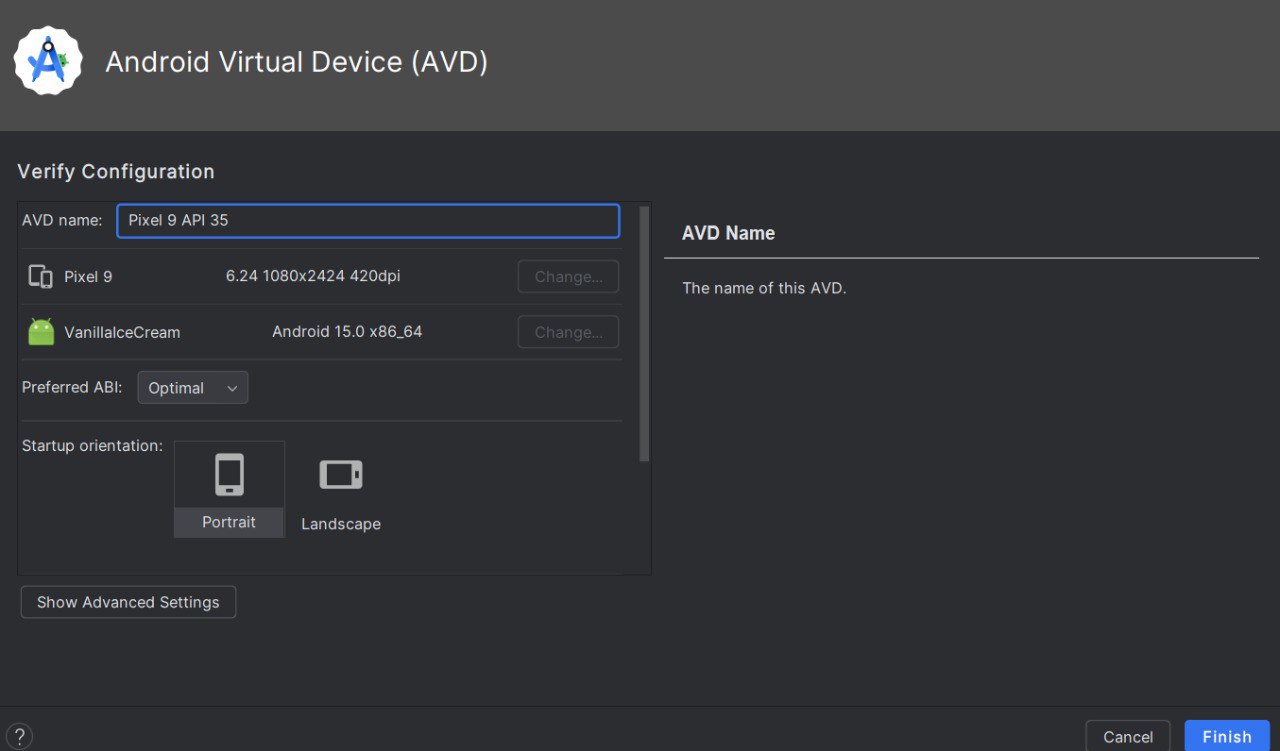 Android Virtual Device (AVD)
Verify Configuration
AVD name: Pixel 9 API 35
Pixel 9 6.24 1080x2424 420dpi Change...
VanillaIceCream Android 15.0 x86_64 Change...
Preferred ABI: Optimal
Startup orientation:
Portrait
Landscape
Show Advanced Settings
AVD Name
The name of this AVD.
?
Cancel Finish